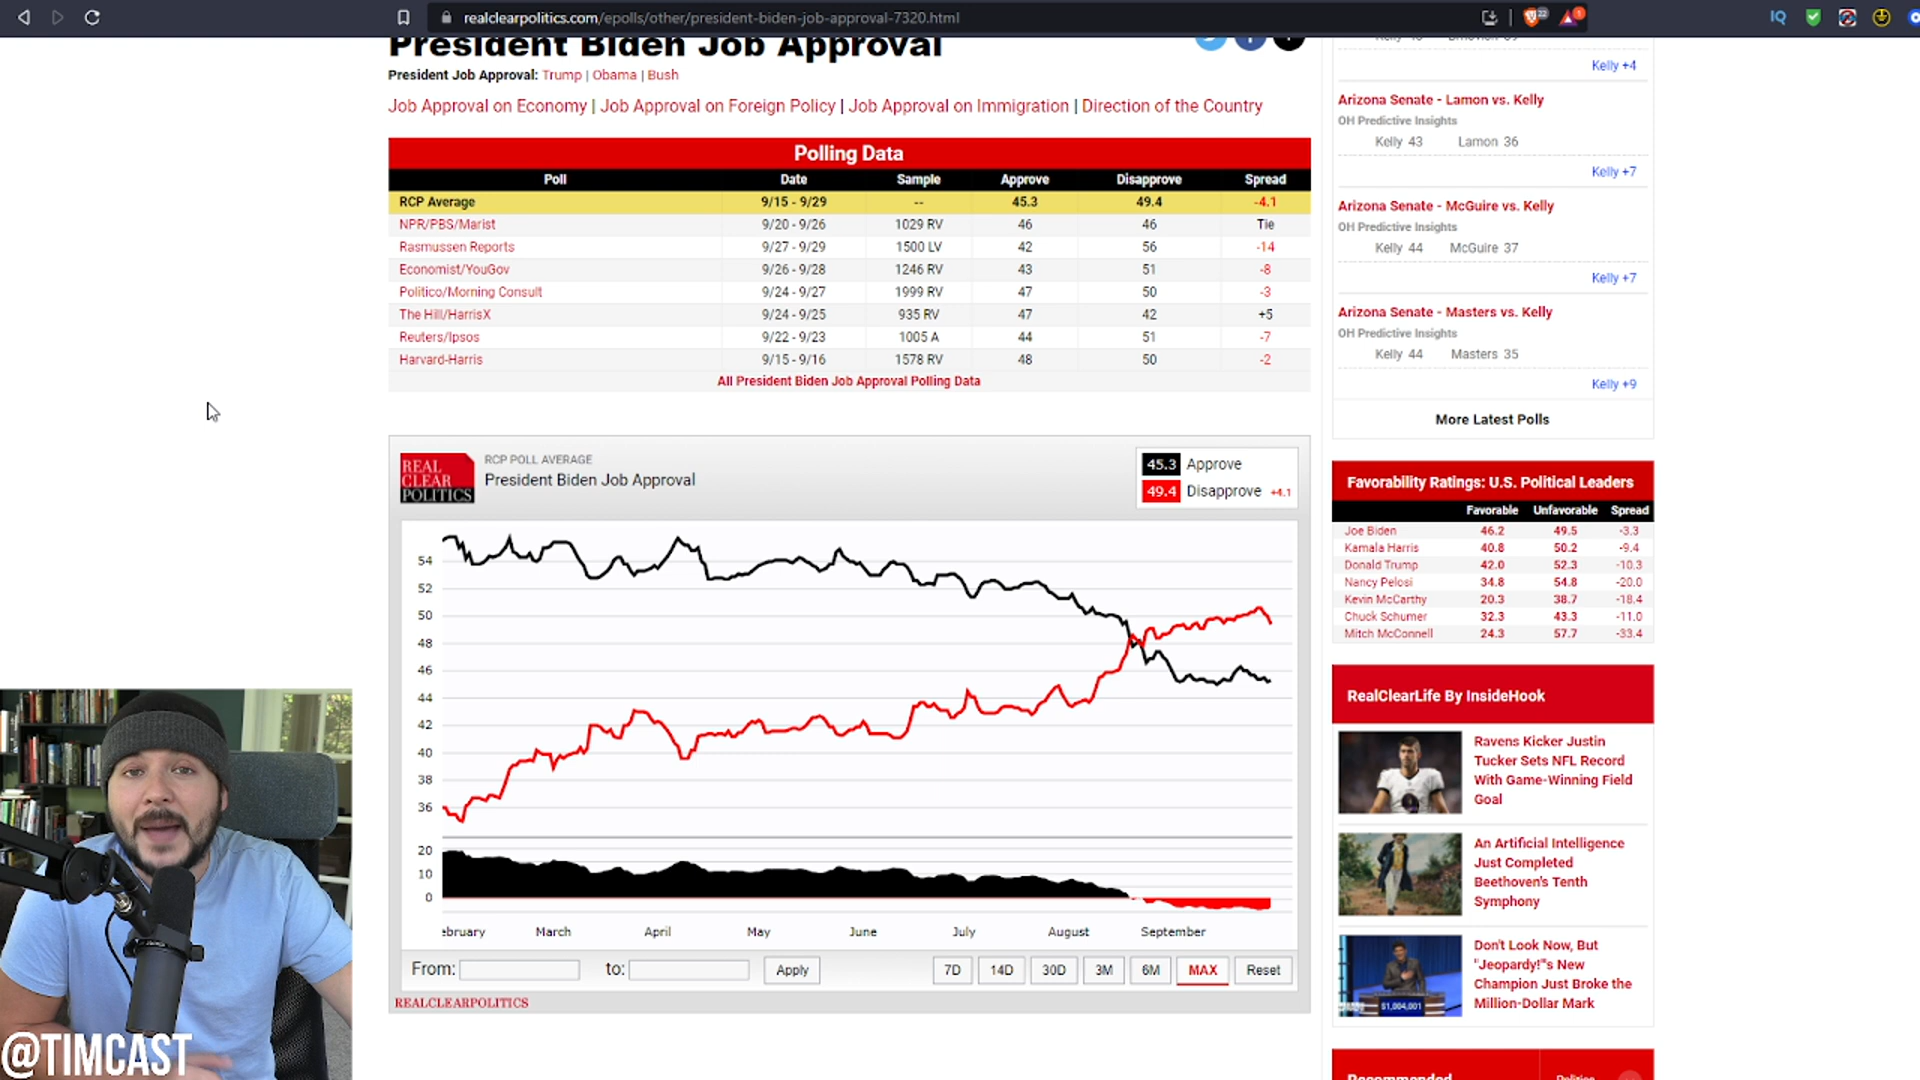 realclearpolitics.com/epolls/other/president-biden-job-approval-7320.html
22
1
IQ
President Biden Job Approval
President Job Approval: Trump | Obama | Bush
Job Approval on Economy | Job Approval on Foreign Policy | Job Approval on Immigration | Direction of the Country
Polling Data
Poll Date Sample Approve Disapprove Spread
RCP Average 9/15 - 9/29 -- 45.3 49.4 -4.1
NPR/PBS/Marist 9/20 - 9/26 1029 RV 46 46 Tie
Rasmussen Reports 9/27 - 9/29 1500 LV 42 56 -14
Economist/YouGov 9/26 - 9/28 1246 RV 43 51 -8
Politico/Morning Consult 9/24 - 9/27 1999 RV 47 50 -3
The Hill/HarrisX 9/24 - 9/25 935 RV 47 42 +5
Reuters/Ipsos 9/22 - 9/23 1005 A 44 51 -7
Harvard-Harris 9/15 - 9/16 1578 RV 48 50 -2
All President Biden Job Approval Polling Data
REAL
CLEAR
POLITICS
RCP POLL AVERAGE
President Biden Job Approval
45.3 Approve
49.4 Disapprove +4.1
54
52
50
48
46
44
42
40
38
36
20
10
0
ebruary March April May June July August September
From: to: Apply 7D 14D 30D 3M 6M MAX Reset
REALCLEARPOLITICS
Kelly +4
Arizona Senate - Lamon vs. Kelly
OH Predictive Insights
Kelly 43 Lamon 36
Kelly +7
Arizona Senate - McGuire vs. Kelly
OH Predictive Insights
Kelly 44 McGuire 37
Kelly +7
Arizona Senate - Masters vs. Kelly
OH Predictive Insights
Kelly 44 Masters 35
Kelly +9
More Latest Polls
Favorability Ratings: U.S. Political Leaders
Favorable Unfavorable Spread
Joe Biden 46.2 49.5 -3.3
Kamala Harris 40.8 50.2 -9.4
Donald Trump 42.0 52.3 -10.3
Nancy Pelosi 34.8 54.8 -20.0
Kevin McCarthy 20.3 38.7 -18.4
Chuck Schumer 32.3 43.3 -11.0
Mitch McConnell 24.3 57.7 -33.4
RealClearLife By InsideHook
Ravens Kicker Justin
Tucker Sets NFL Record
With Game-Winning Field
Goal
An Artificial Intelligence
Just Completed
Beethoven's Tenth
Symphony
Don't Look Now, But
"Jeopardy!"'s New
Champion Just Broke the
Million-Dollar Mark
$1,004,001
@TIMCAST